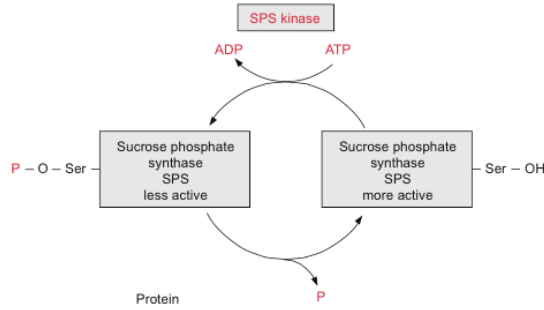 SPS kinase
ADP
ATP
Sucrose phosphate
synthase
SPS
less active
P – O – Ser
Sucrose phosphate
synthase
SPS
more active
Ser – OH
Protein
P